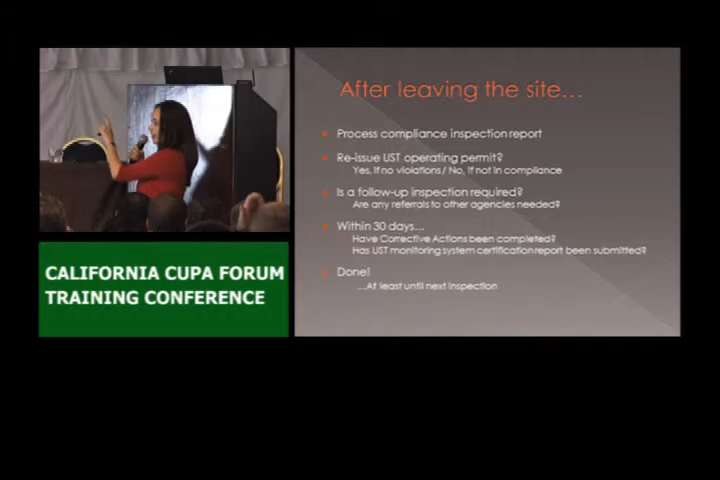 After leaving the site...
Process compliance inspection report
Re-issue UST operating permit?
Yes, if no violations / No, if not in compliance
Is a follow-up inspection required?
Are any referrals to other agencies needed?
Within 30 days...
Have Corrective Actions been completed?
Has UST monitoring system certification report been submitted?
Done!
...At least until next inspection
CALIFORNIA CUPA FORUM
TRAINING CONFERENCE